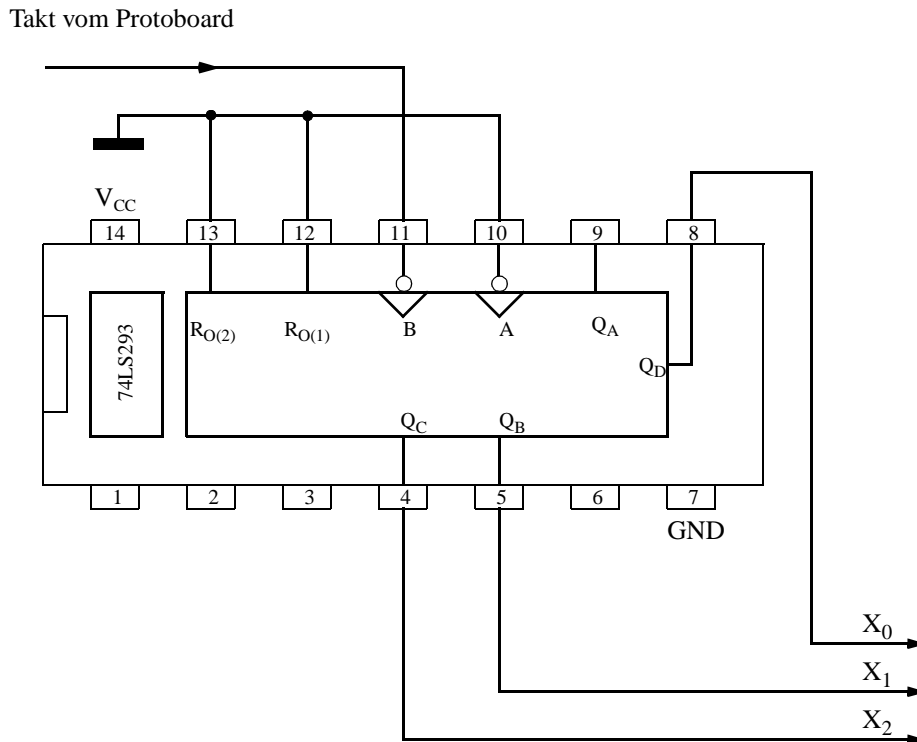 Takt vom Protoboard
V_CC
14 13 12 11 10 9 8
74LS293
R_O(2) R_O(1) B A Q_A
Q_D
Q_C Q_B
1 2 3 4 5 6 7
GND
X_0
X_1
X_2